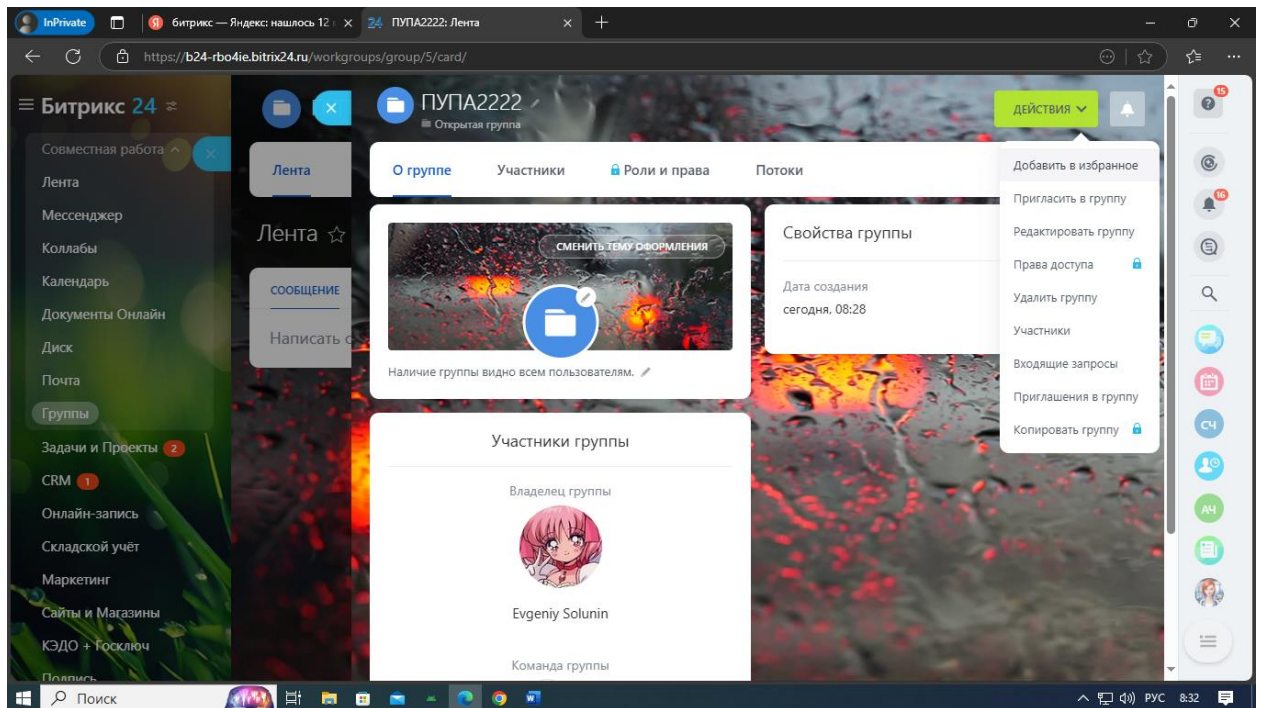 InPrivate
битрикс — Яндекс: нашлось 12
24 ПУПА2222: Лента
https://b24-rbo4ie.bitrix24.ru/workgroups/group/5/card/
Битрикс 24
Совместная работа
Лента
Мессенджер
Коллабы
Календарь
Документы Онлайн
Диск
Почта
Группы
Задачи и Проекты 2
CRM 1
Онлайн-запись
Складской учёт
Маркетинг
Сайты и Магазины
КЭДО + Госключ
Подпись
Лента
Лента
СООБЩЕНИЕ
Написать
ПУПА2222
Открытая группа
ДЕЙСТВИЯ
О группе
Участники
Роли и права
Потоки
СМЕНИТЬ ТЕМУ ОФОРМЛЕНИЯ
Наличие группы видно всем пользователям.
Свойства группы
Дата создания
сегодня, 08:28
Участники группы
Владелец группы
Evgeniy Solunin
Команда группы
Добавить в избранное
Пригласить в группу
Редактировать группу
Права доступа
Удалить группу
Участники
Входящие запросы
Приглашения в группу
Копировать группу
15
16
СЧ
АЧ
Поиск
РУС
8:32